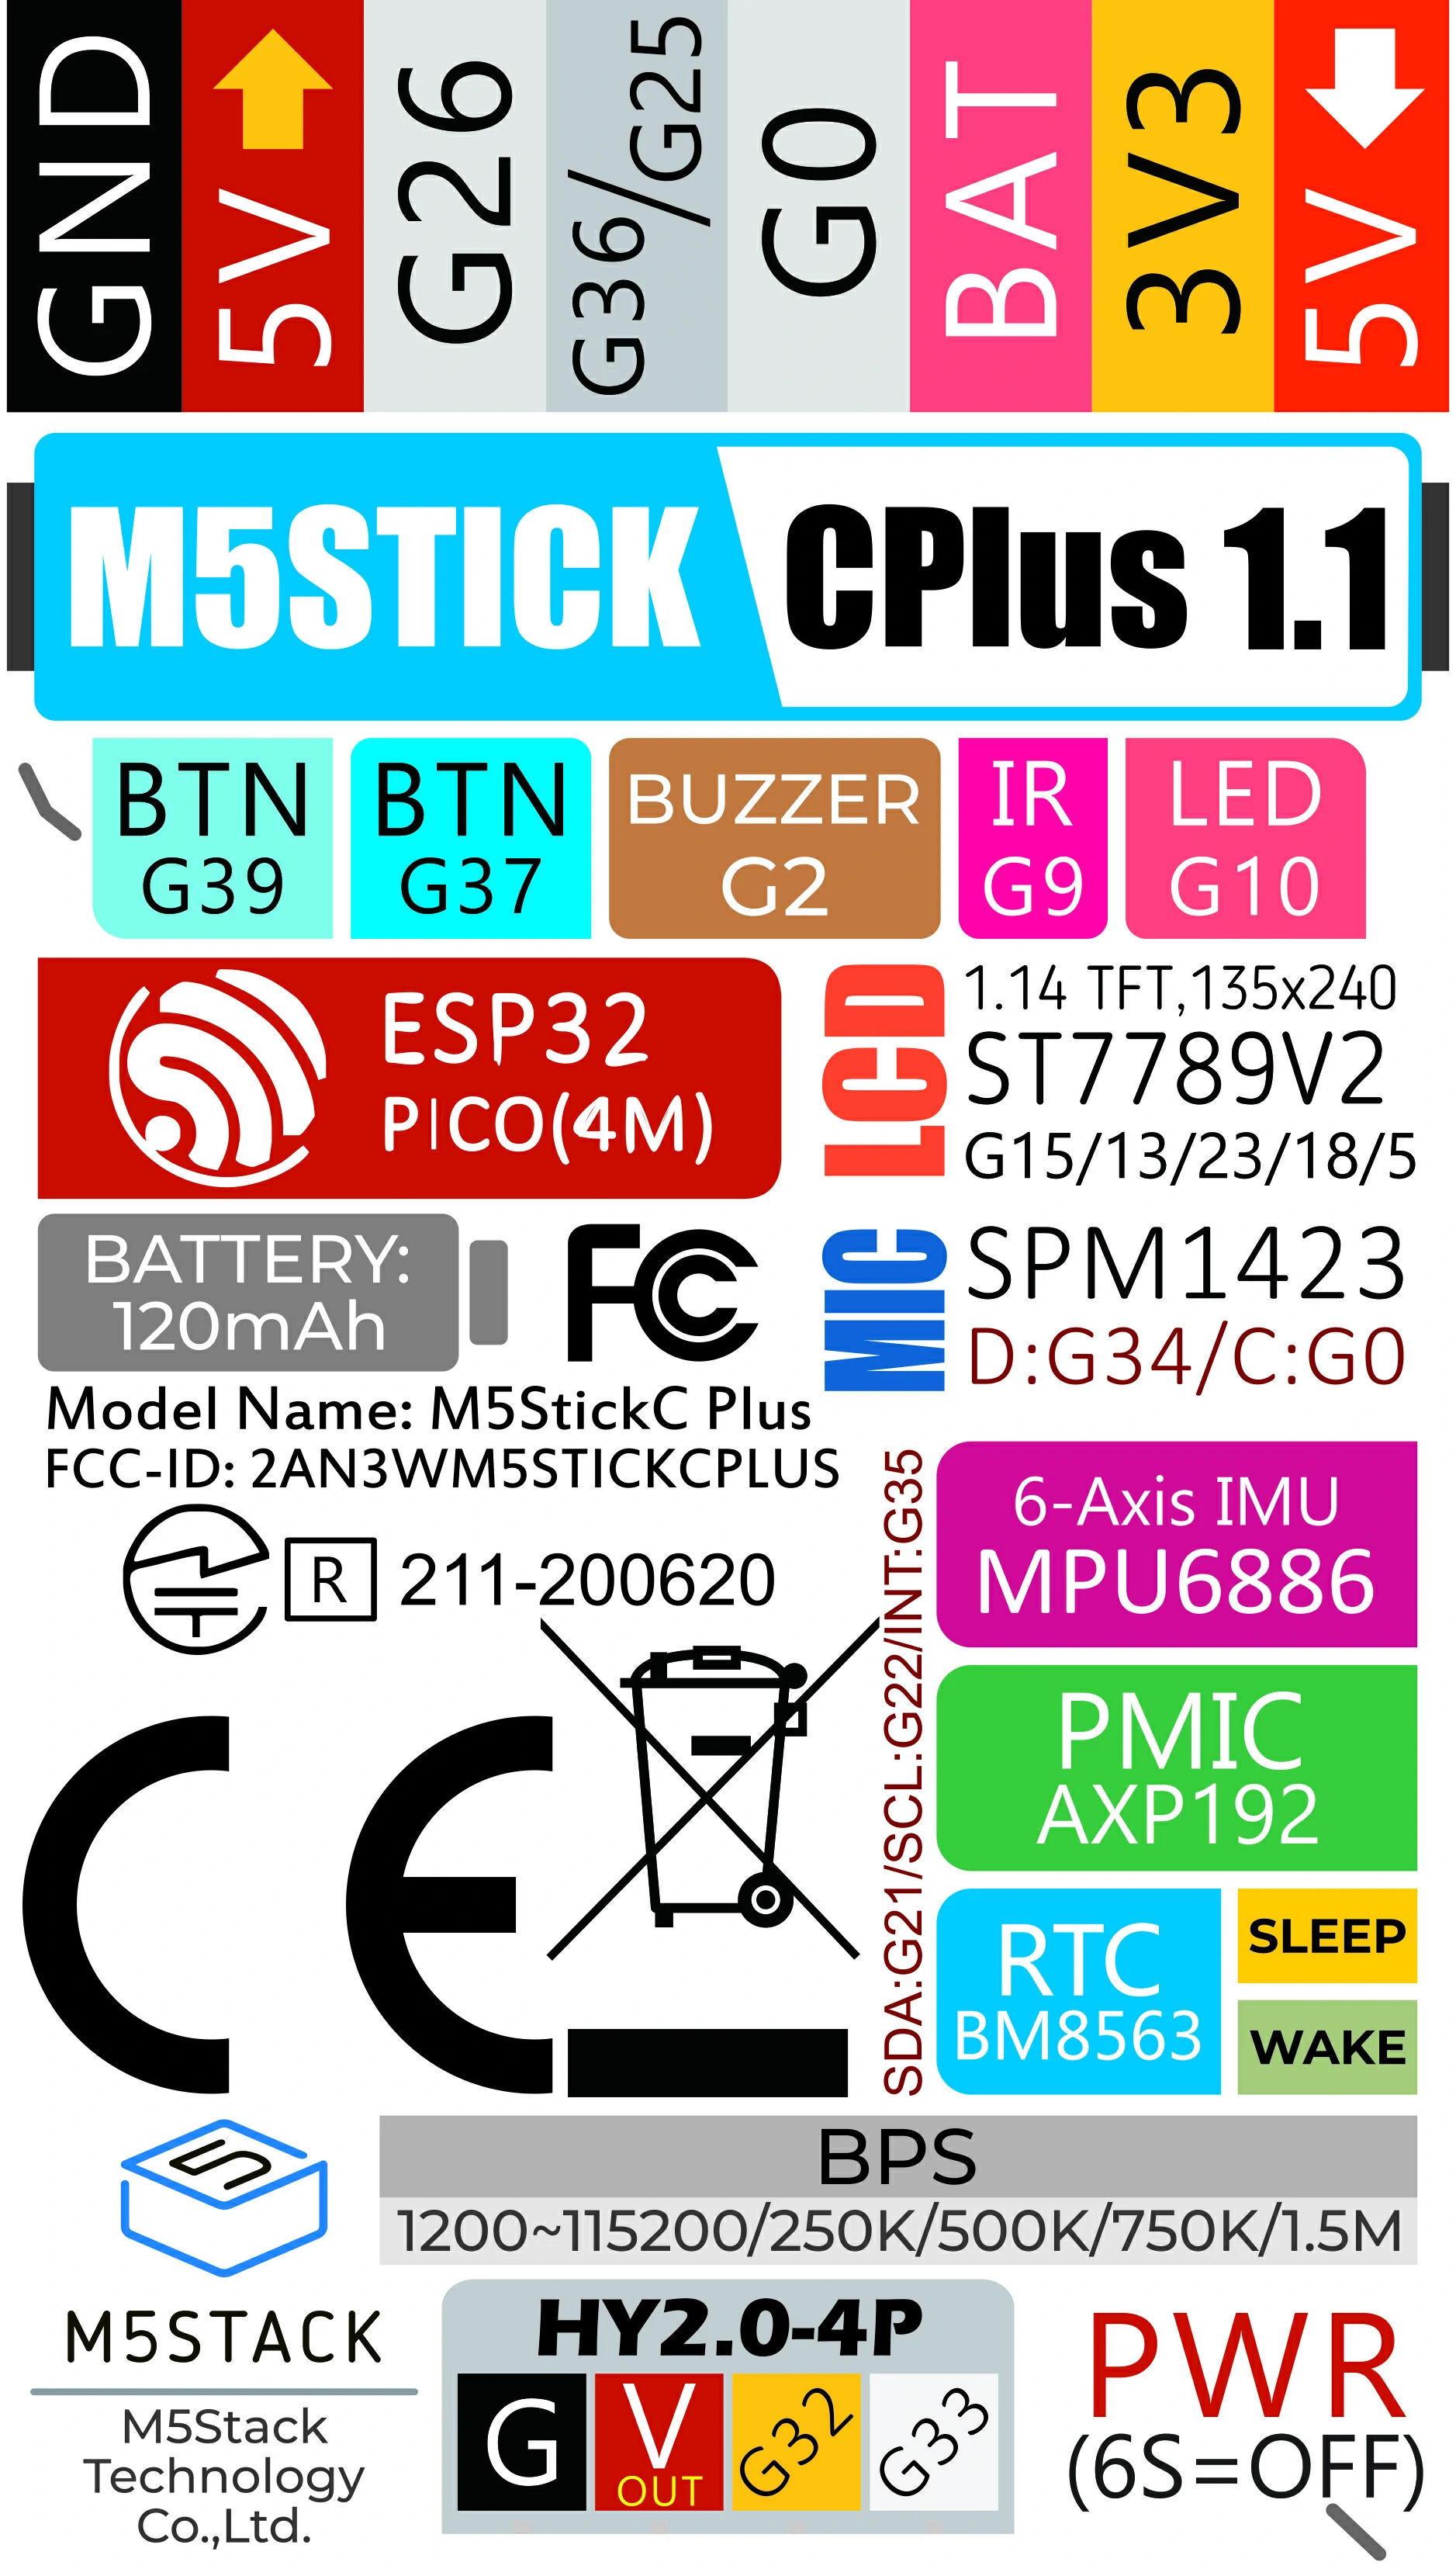 GND
5V
G26
G36/G25
G0
BAT
3V3
5V
M5STICK CPlus 1.1
BTN
G39
BTN
G37
BUZZER
G2
IR
G9
LED
G10
ESP32
PICO(4M)
LCD
1.14 TFT,135x240
ST7789V2
G15/13/23/18/5
BATTERY:
120mAh
FC
MIC
SPM1423
D:G34/C:G0
Model Name: M5StickC Plus
FCC-ID: 2AN3WM5STICKCPLUS
R 211-200620
SDA:G21/SCL:G22/INT:G35
6-Axis IMU
MPU6886
PMIC
AXP192
CE
RTC
BM8563
SLEEP
WAKE
5
BPS
1200~115200/250K/500K/750K/1.5M
M5STACK
M5Stack
Technology
Co.,Ltd.
HY2.0-4P
G
V
OUT
G32
G33
PWR
(6S=OFF)